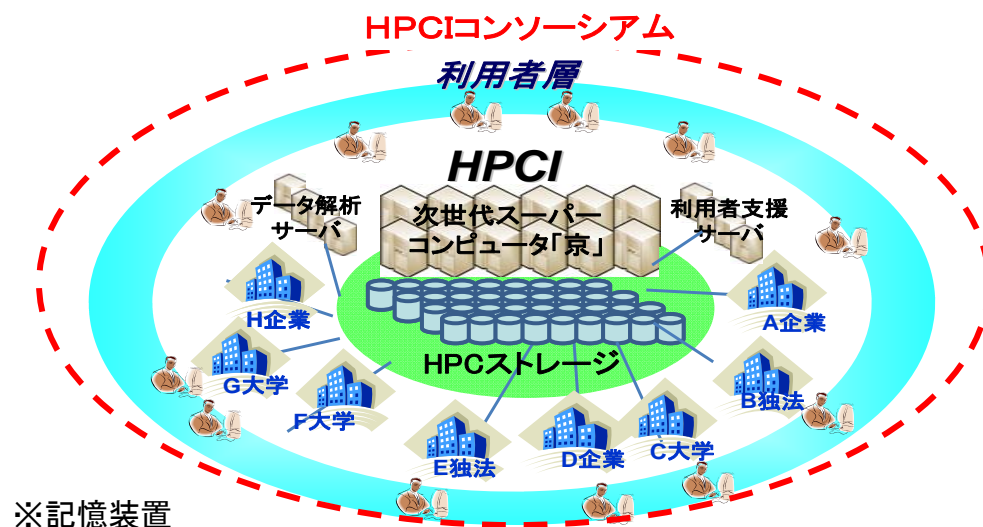 HPCIコンソーシアム
利用者層
HPCI
データ解析
サーバ
次世代スーパー
コンピュータ「京」
利用者支援
サーバ
H企業
A企業
HPCストレージ
G大学
F大学
B独法
E独法
D企業
C大学
※記憶装置